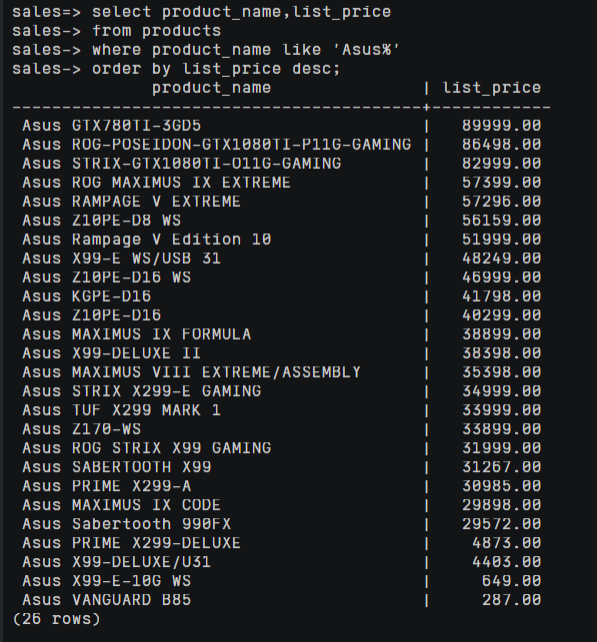 sales=> select product_name,list_price
sales-> from products
sales-> where product_name like 'Asus%'
sales-> order by list_price desc;
product_name | list_price
-----------------------------------------+------------
Asus GTX780TI-3GD5 | 89999.00
Asus ROG-POSEIDON-GTX1080TI-P11G-GAMING | 86498.00
Asus STRIX-GTX1080TI-O11G-GAMING | 82999.00
Asus ROG MAXIMUS IX EXTREME | 57399.00
Asus RAMPAGE V EXTREME | 57296.00
Asus Z10PE-D8 WS | 56159.00
Asus Rampage V Edition 10 | 51999.00
Asus X99-E WS/USB 31 | 48249.00
Asus Z10PE-D16 WS | 46999.00
Asus KGPE-D16 | 41798.00
Asus Z10PE-D16 | 40299.00
Asus MAXIMUS IX FORMULA | 38899.00
Asus X99-DELUXE II | 38398.00
Asus MAXIMUS VIII EXTREME/ASSEMBLY | 35398.00
Asus STRIX X299-E GAMING | 34999.00
Asus TUF X299 MARK 1 | 33999.00
Asus Z170-WS | 33899.00
Asus ROG STRIX X99 GAMING | 31999.00
Asus SABERTOOTH X99 | 31267.00
Asus PRIME X299-A | 30985.00
Asus MAXIMUS IX CODE | 29898.00
Asus Sabertooth 990FX | 29572.00
Asus PRIME X299-DELUXE | 4873.00
Asus X99-DELUXE/U31 | 4403.00
Asus X99-E-10G WS | 649.00
Asus VANGUARD B85 | 287.00
(26 rows)